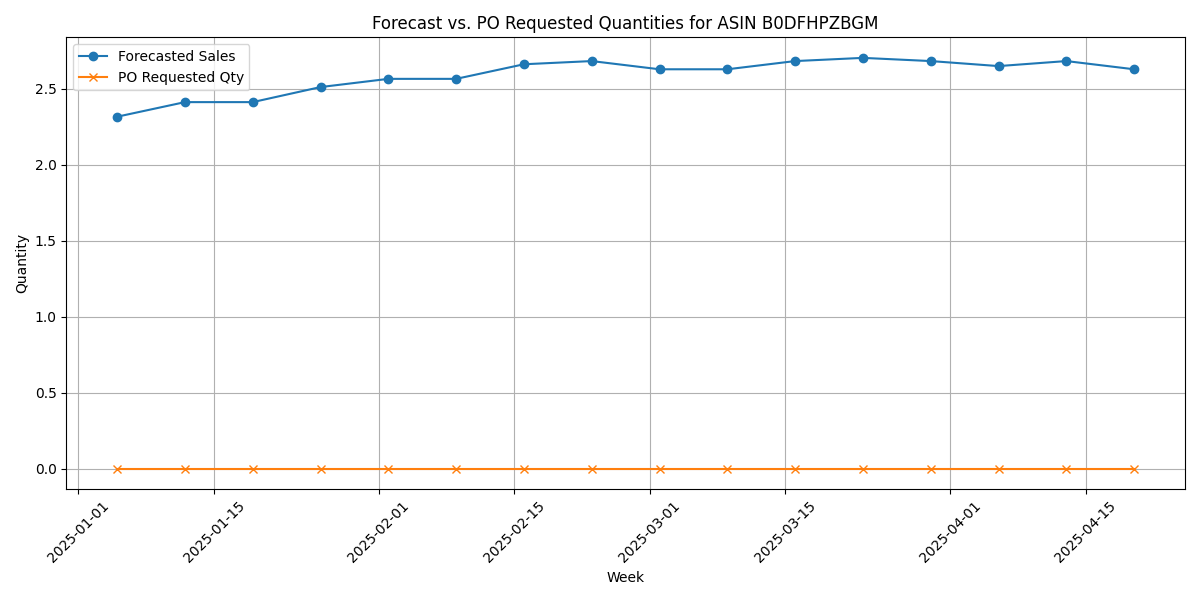 Forecast vs. PO Requested Quantities for ASIN B0DFHPZBGM
Forecasted Sales
PO Requested Qty
2.5
2.0
1.5
1.0
0.5
0.0
Quantity
2025-01-01
2025-01-15
2025-02-01
2025-02-15
2025-03-01
2025-03-15
2025-04-01
2025-04-15
Week